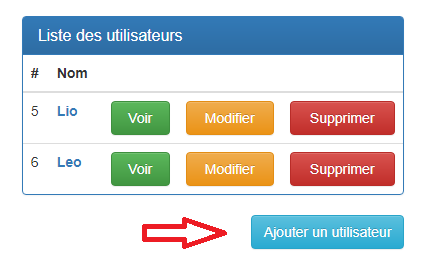 Liste des utilisateurs
# Nom
5 Lio Voir Modifier Supprimer
6 Leo Voir Modifier Supprimer
Ajouter un utilisateur